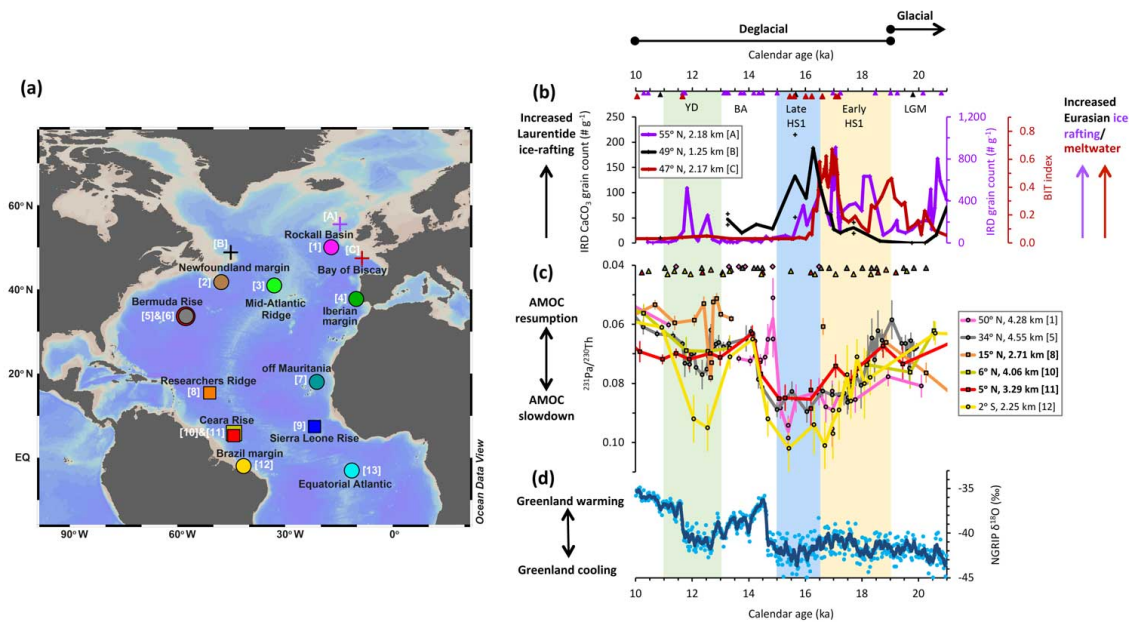 Glacial
Deglacial
Calendar age (ka)
10 12 14 16 18 20
(a)
60°N
40°N
20°N
EQ
90°W 60°W 30°W 0°
[A]
Rockall Basin
[1]
[B]
[C]
Bay of Biscay
Newfoundland margin
[2]
[3]
Mid-Atlantic
Ridge
[4]
Iberian
margin
Bermuda Rise
[5]&[6]
off Mauritania
[7]
Researchers Ridge
[8]
Ceara Rise
[10]&[11]
[9]
Sierra Leone Rise
Brazil margin
[12]
[13]
Equatorial Atlantic
Ocean Data View
(b)
Increased
Laurentide
ice-rafting
IRD CaCO3 grain count (# g⁻¹)
250
200
150
100
50
0
YD
BA
Late
HS1
Early
HS1
LGM
55° N, 2.18 km [A]
49° N, 1.25 km [B]
47° N, 2.17 km [C]
1,200
800
400
0
IRD grain count (# g⁻¹)
0.8
0.6
0.4
0.2
0.0
BIT index
Increased
Eurasian ice
rafting/
meltwater
(c)
AMOC
resumption
AMOC
slowdown
²³¹Pa/²³⁰Th
0.04
0.06
0.08
0.10
50° N, 4.28 km [1]
34° N, 4.55 km [5]
15° N, 2.71 km [8]
6° N, 4.06 km [10]
5° N, 3.29 km [11]
2° S, 2.25 km [12]
(d)
Greenland warming
Greenland cooling
-35
-40
-45
NGRIP δ¹⁸O (‰)
10 12 14 16 18 20
Calendar age (ka)